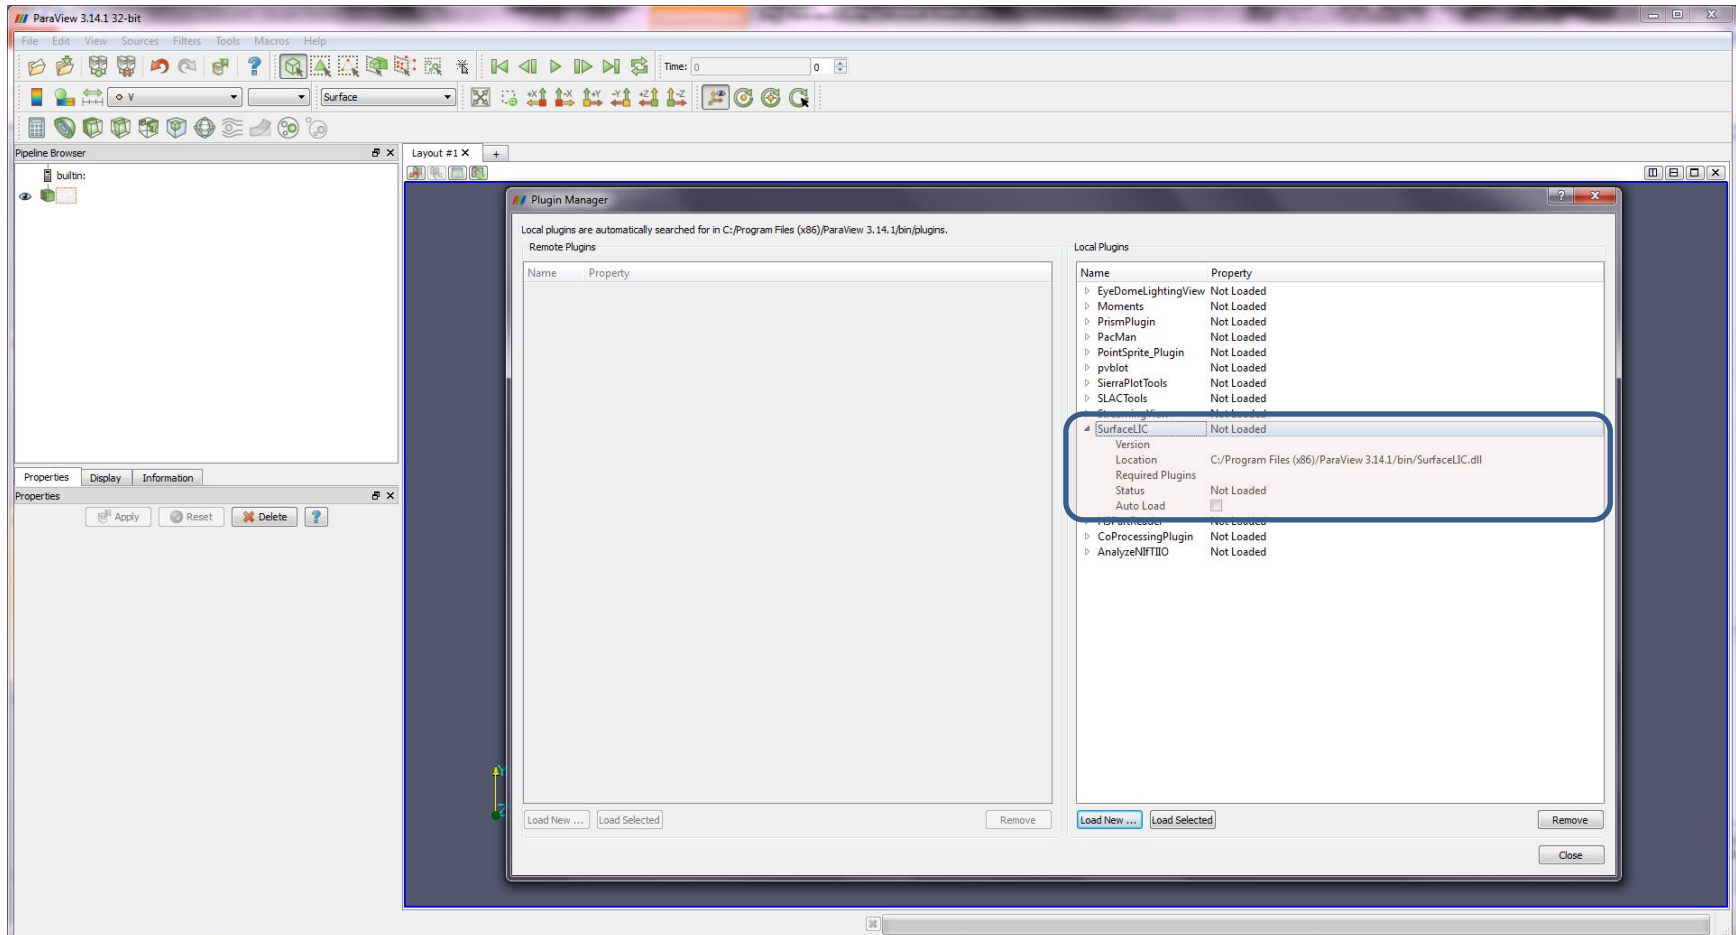 ParaView 3.14.1 32-bit
File Edit View Sources Filters Tools Macros Help
Time: 0 0
V Surface
+X -X +Y -Y +Z -Z
Pipeline Browser
Layout #1
builtin:
Plugin Manager
Local plugins are automatically searched for in C:/Program Files (x86)/ParaView 3.14.1/bin/plugins.
Remote Plugins Local Plugins
Name Property Name Property
EyeDomeLightingView Not Loaded
Moments Not Loaded
PrismPlugin Not Loaded
PacMan Not Loaded
PointSprite_Plugin Not Loaded
pvblot Not Loaded
SierraPlotTools Not Loaded
SLACTools Not Loaded
StreamingView Not Loaded
SurfaceLIC Not Loaded
Version
Location C:/Program Files (x86)/ParaView 3.14.1/bin/SurfaceLIC.dll
Required Plugins
Status Not Loaded
Auto Load
H5PartReader Not Loaded
CoProcessingPlugin Not Loaded
AnalyzeNIfTIIO Not Loaded
Properties Display Information
Properties
Apply Reset Delete ?
Y
Z
Load New ... Load Selected Remove Load New ... Load Selected Remove
Close